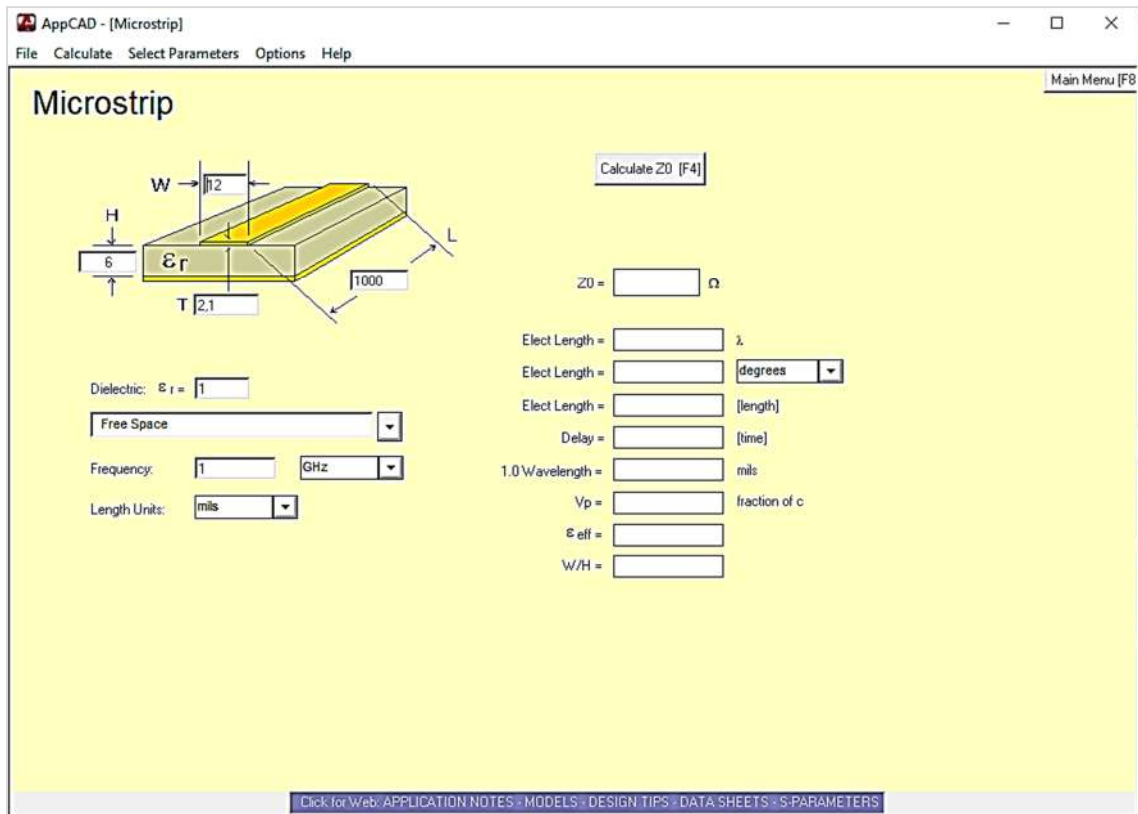 AppCAD - [Microstrip]
File Calculate Select Parameters Options Help
Main Menu [F8
Microstrip
Calculate Z0 [F4]
W 12
H
L
6
εr
1000
T 2,1
Z0 = Ω
Elect Length = λ
Elect Length = degrees
Elect Length = [length]
Delay = [time]
1.0 Wavelength = mils
Vp = fraction of c
ε eff =
W/H =
Dielectric: ε r = 1
Free Space
Frequency: 1 GHz
Length Units: mils
Click for Web: APPLICATION NOTES - MODELS - DESIGN TIPS - DATA SHEETS - S-PARAMETERS